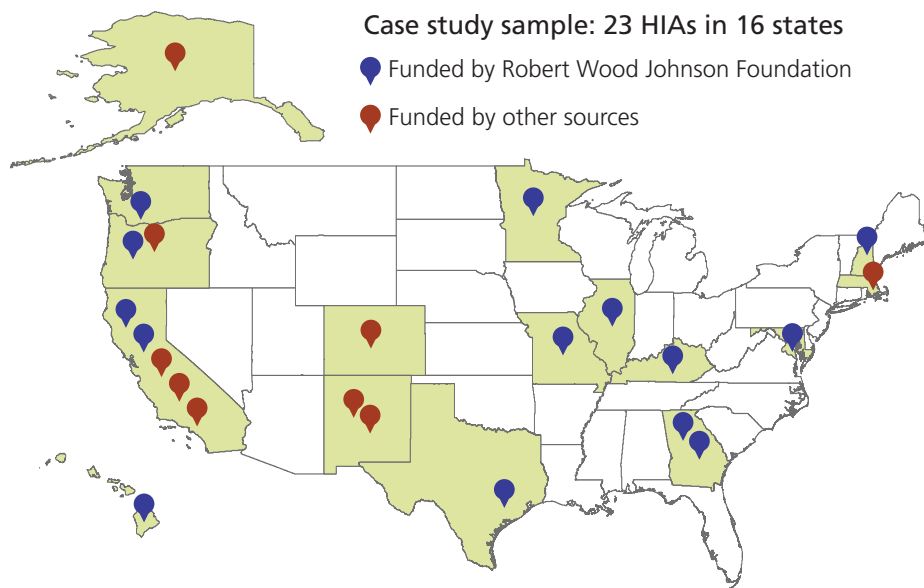 Case study sample: 23 HIAs in 16 states
Funded by Robert Wood Johnson Foundation
Funded by other sources